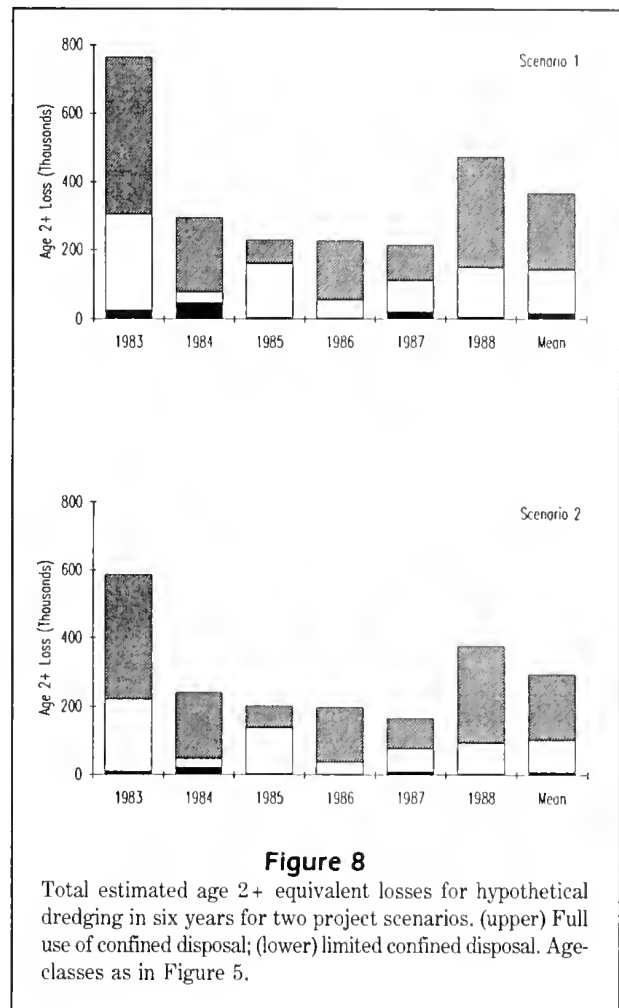 Scenario 1
Age 2+ Loss (Thousands)
800
600
400
200
0
1983 1984 1985 1986 1987 1988 Mean
Scenario 2
Age 2+ Loss (Thousands)
800
600
400
200
0
1983 1984 1985 1986 1987 1988 Mean
Figure 8
Total estimated age 2+ equivalent losses for hypothetical
dredging in six years for two project scenarios. (upper) Full
use of confined disposal; (lower) limited confined disposal. Age-
classes as in Figure 5.